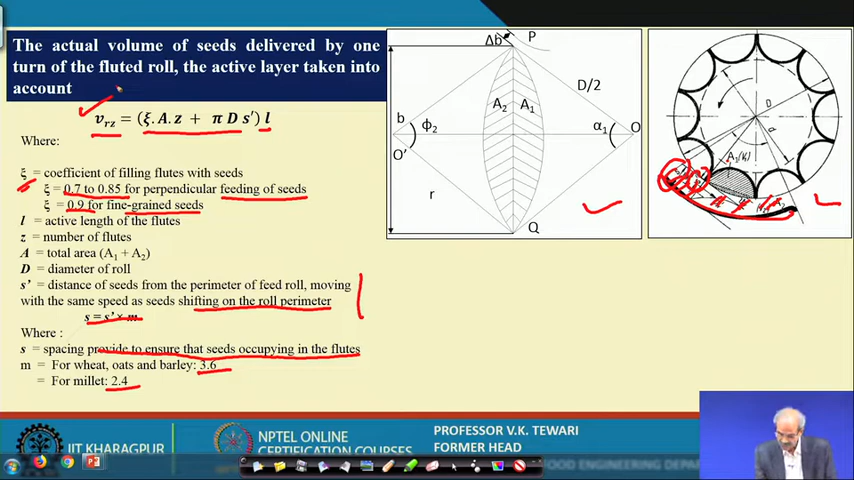 The actual volume of seeds delivered by one
turn of the fluted roll, the active layer taken into
account
v_rz = (ξ.A.z + π D s') l
Where:
ξ = coefficient of filling flutes with seeds
ξ = 0.7 to 0.85 for perpendicular feeding of seeds
ξ = 0.9 for fine-grained seeds
l = active length of the flutes
z = number of flutes
A = total area (A1 + A2)
D = diameter of roll
s' = distance of seeds from the perimeter of feed roll, moving
with the same speed as seeds shifting on the roll perimeter
s = s' × m
Where :
s = spacing provide to ensure that seeds occupying in the flutes
m = For wheat, oats and barley: 3.6
= For millet: 2.4
Δb
P
D/2
A2
A1
b
ϕ2
α1
O
O'
r
Q
D
IIT KHARAGPUR
NPTEL ONLINE
CERTIFICATION COURSES
PROFESSOR V.K. TEWARI
FORMER HEAD
FOOD ENGINEERING